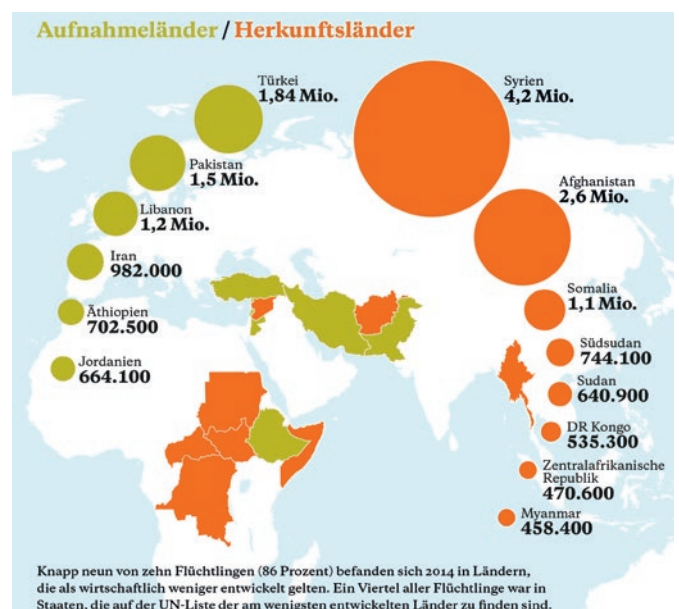 Aufnahmeländer / Herkunftsländer
Türkei
1,84 Mio.
Pakistan
1,5 Mio.
Libanon
1,2 Mio.
Iran
982.000
Äthiopien
702.500
Jordanien
664.100
Syrien
4,2 Mio.
Afghanistan
2,6 Mio.
Somalia
1,1 Mio.
Südsudan
744.100
Sudan
640.900
DR Kongo
535.300
Zentralafrikanische
Republik
470.600
Myanmar
458.400
Knapp neun von zehn Flüchtlingen (86 Prozent) befanden sich 2014 in Ländern,
die als wirtschaftlich weniger entwickelt gelten. Ein Viertel aller Flüchtlinge war in
Staaten, die auf der UN-Liste der am wenigsten entwickelten Länder zu finden sind.